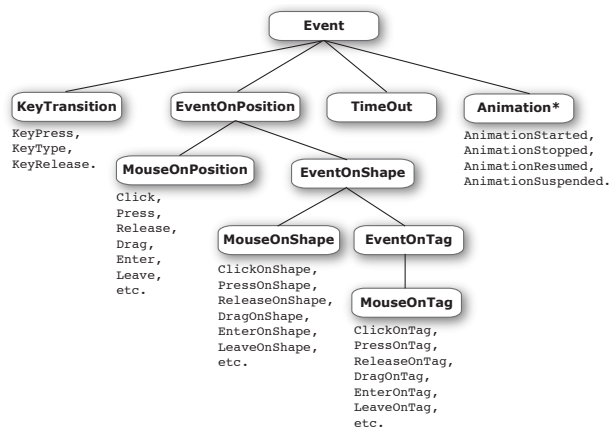 Event
KeyTransition
EventOnPosition
TimeOut
Animation*
KeyPress,
KeyType,
KeyRelease.
AnimationStarted,
AnimationStopped,
AnimationResumed,
AnimationSuspended.
MouseOnPosition
EventOnShape
Click,
Press,
Release,
Drag,
Enter,
Leave,
etc.
MouseOnShape
EventOnTag
ClickOnShape,
PressOnShape,
ReleaseOnShape,
DragOnShape,
EnterOnShape,
LeaveOnShape,
etc.
MouseOnTag
ClickOnTag,
PressOnTag,
ReleaseOnTag,
DragOnTag,
EnterOnTag,
LeaveOnTag,
etc.